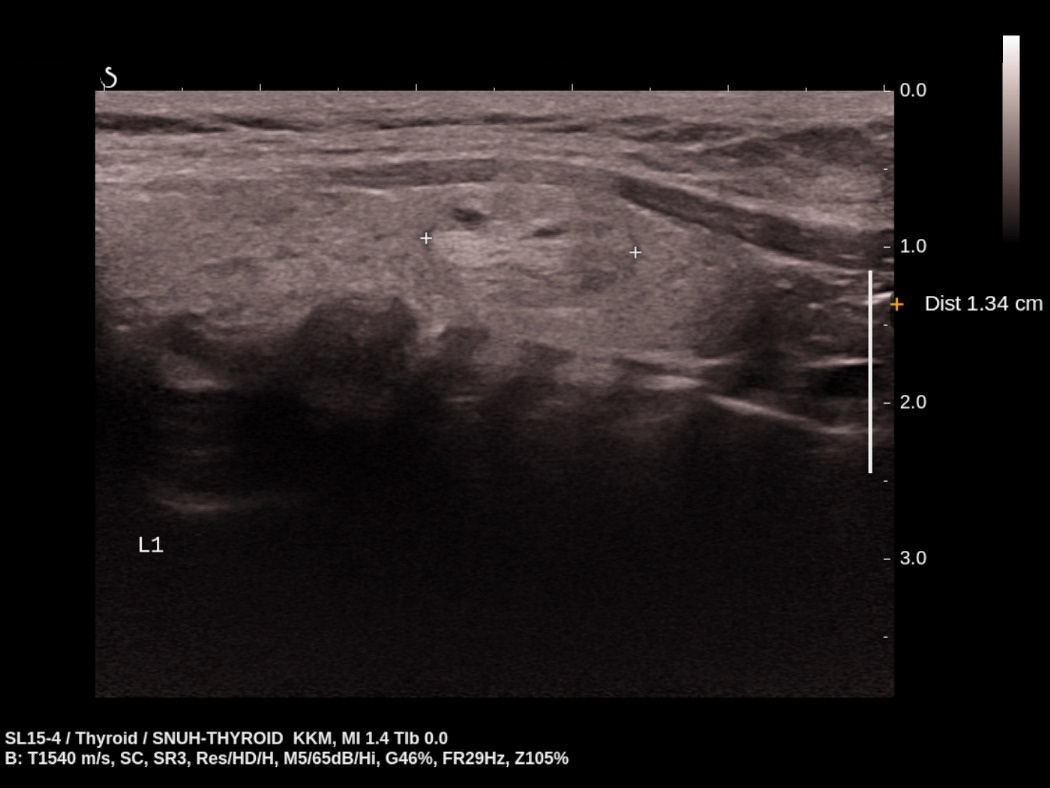 0.0
1.0
Dist 1.34 cm
2.0
3.0
L1
SL15-4 / Thyroid / SNUH-THYROID KKM, MI 1.4 TIb 0.0
B: T1540 m/s, SC, SR3, Res/HD/H, M5/65dB/Hi, G46%, FR29Hz, Z105%